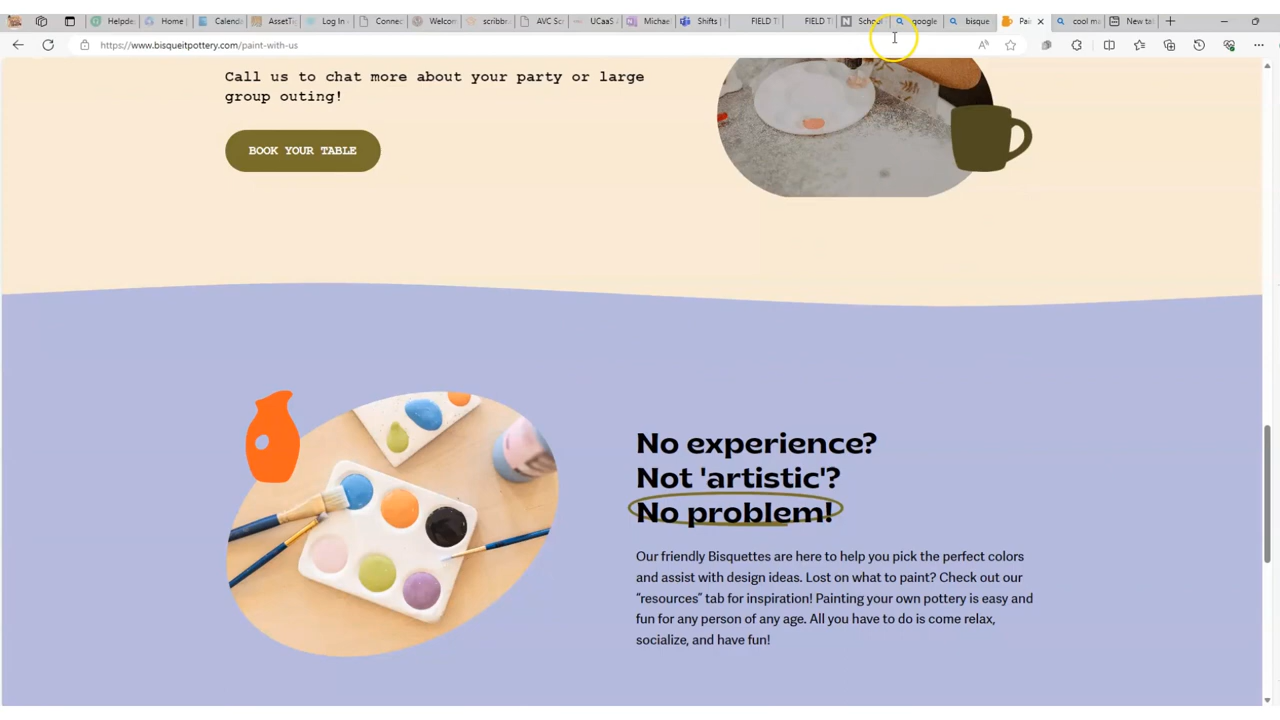 Helpde
Home
Calend
AssetT
Log In
Connec
Welcon
scribbr
AVC Sc
UCaaS
Michae
Shifts
FIELD T
FIELD T
School
google
bisque
Pai
cool m
New ta
https://www.bisqueitpottery.com/paint-with-us
Call us to chat more about your party or large
group outing!
BOOK YOUR TABLE
No experience?
Not 'artistic'?
No problem!
Our friendly Bisquettes are here to help you pick the perfect colors
and assist with design ideas. Lost on what to paint? Check out our
“resources” tab for inspiration! Painting your own pottery is easy and
fun for any person of any age. All you have to do is come relax,
socialize, and have fun!